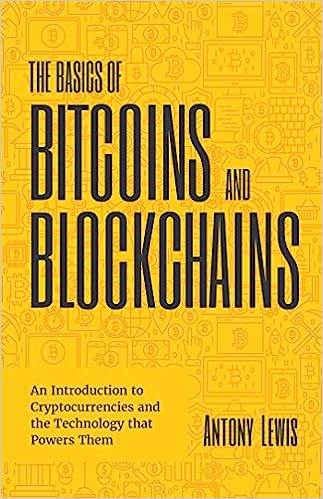 THE BASICS OF
BITCOINS AND
BLOCKCHAINS
An Introduction to
Cryptocurrencies and
the Technology that
Powers Them
ANTONY LEWIS